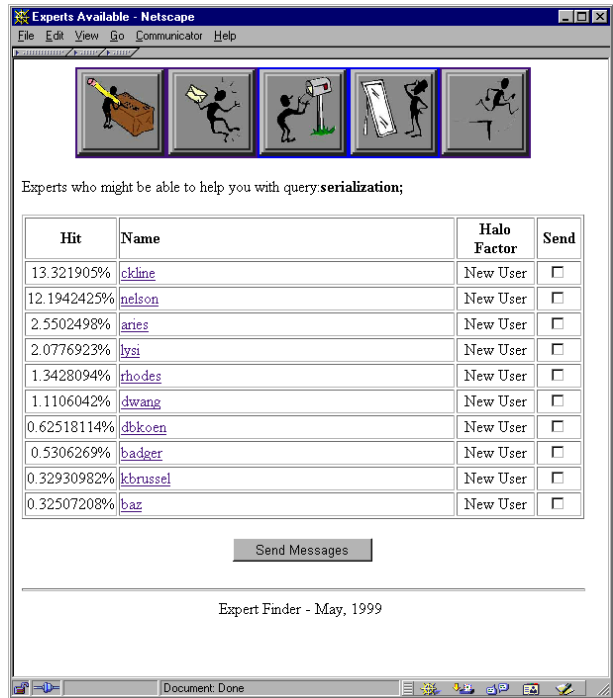 Experts Available - Netscape
File Edit View Go Communicator Help
Experts who might be able to help you with query:serialization;
Hit Name Halo Factor Send
13.321905% ckline New User
12.1942425% nelson New User
2.5502498% aries New User
2.0776923% lysi New User
1.3428094% rhodes New User
1.1106042% dwang New User
0.62518114% dbkoen New User
0.5306269% badger New User
0.32930982% kbrussel New User
0.32507208% baz New User
Send Messages
Expert Finder - May, 1999
Document: Done